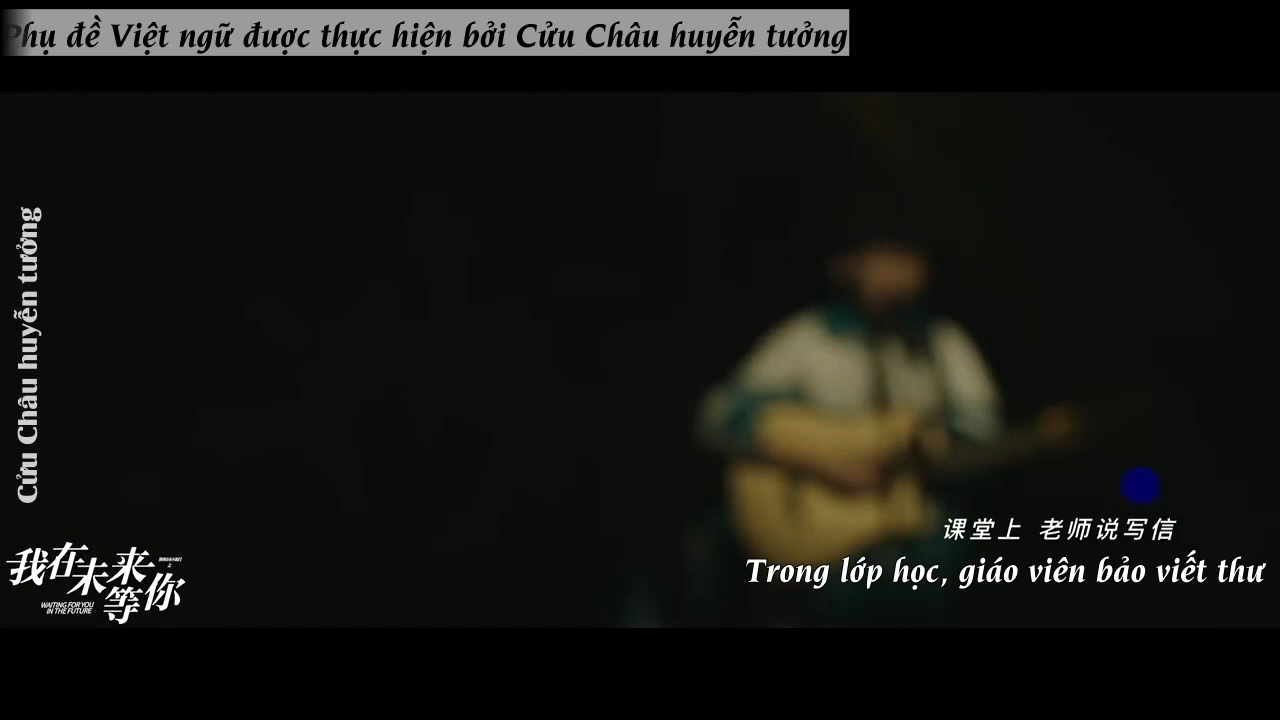 Phụ đề Việt ngữ được thực hiện bởi Cửu Châu huyễn tưởng
Cửu Châu huyễn tưởng
课堂上 老师说写信
Trong lớp học, giáo viên bảo viết thư
我在未来等你
WAITING FOR YOU
IN THE FUTURE